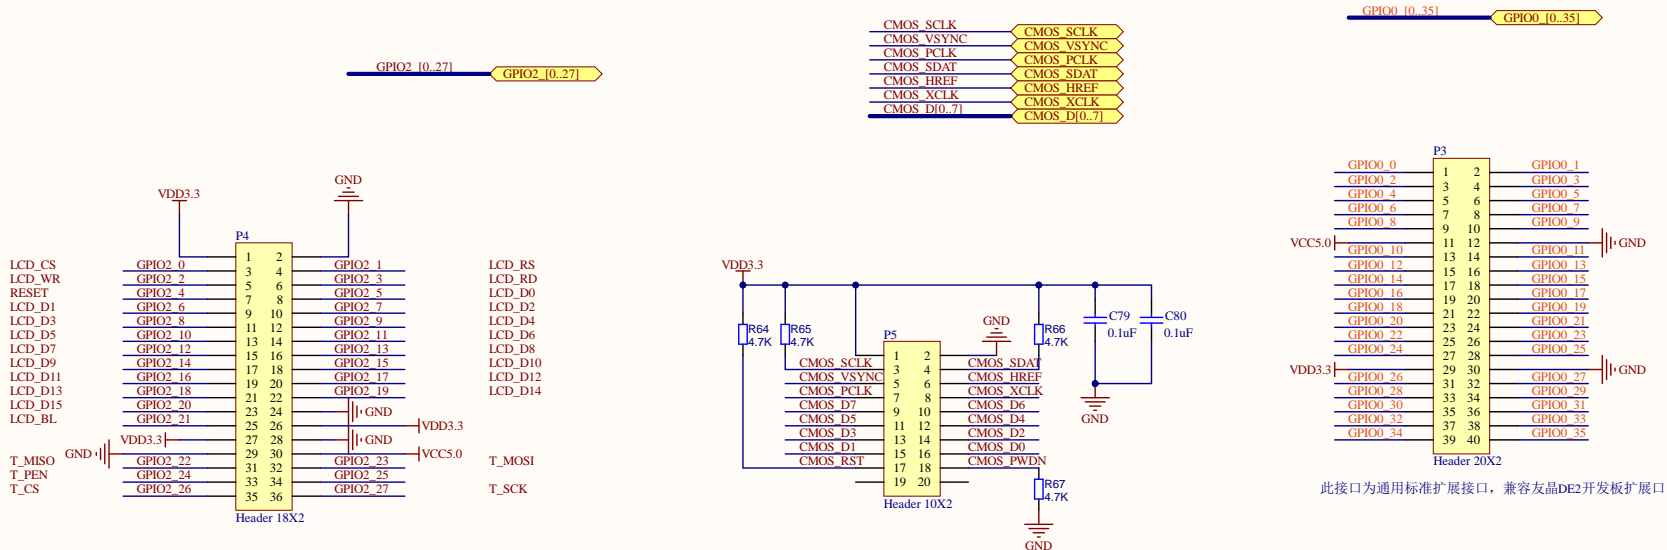 GPIO2_[0..27] GPIO2_[0..27]
CMOS_SCLK CMOS_SCLK
CMOS_VSYNC CMOS_VSYNC
CMOS_PCLK CMOS_PCLK
CMOS_SDAT CMOS_SDAT
CMOS_HREF CMOS_HREF
CMOS_XCLK CMOS_XCLK
CMOS_D[0..7] CMOS_D[0..7]
GPIO0_[0..35] GPIO0_[0..35]
VDD3.3 GND
P4
1 2
LCD_CS GPIO2_0 3 4 GPIO2_1 LCD_RS
LCD_WR GPIO2_2 5 6 GPIO2_3 LCD_RD
RESET GPIO2_4 7 8 GPIO2_5 LCD_D0
LCD_D1 GPIO2_6 9 10 GPIO2_7 LCD_D2
LCD_D3 GPIO2_8 11 12 GPIO2_9 LCD_D4
LCD_D5 GPIO2_10 13 14 GPIO2_11 LCD_D6
LCD_D7 GPIO2_12 15 16 GPIO2_13 LCD_D8
LCD_D9 GPIO2_14 17 18 GPIO2_15 LCD_D10
LCD_D11 GPIO2_16 19 20 GPIO2_17 LCD_D12
LCD_D13 GPIO2_18 21 22 GPIO2_19 LCD_D14
LCD_D15 GPIO2_20 23 24 GND
LCD_BL GPIO2_21 25 26 VDD3.3
VDD3.3 27 28 GND
GND 29 30 VCC5.0
T_MISO GPIO2_22 31 32 GPIO2_23 T_MOSI
T_PEN GPIO2_24 33 34 GPIO2_25
T_CS GPIO2_26 35 36 GPIO2_27 T_SCK
Header 18X2
VDD3.3
R64 4.7K
R65 4.7K
GND
R66 4.7K
C79 0.1uF
C80 0.1uF
GND
P5
1 2
CMOS_SCLK 3 4 CMOS_SDAT
CMOS_VSYNC 5 6 CMOS_HREF
CMOS_PCLK 7 8 CMOS_XCLK
CMOS_D7 9 10 CMOS_D6
CMOS_D5 11 12 CMOS_D4
CMOS_D3 13 14 CMOS_D2
CMOS_D1 15 16 CMOS_D0
CMOS_RST 17 18 CMOS_PWDN
19 20
Header 10X2
R67 4.7K
GND
P3
GPIO0_0 1 2 GPIO0_1
GPIO0_2 3 4 GPIO0_3
GPIO0_4 5 6 GPIO0_5
GPIO0_6 7 8 GPIO0_7
GPIO0_8 9 10 GPIO0_9
VCC5.0 11 12 GND
GPIO0_10 13 14 GPIO0_11
GPIO0_12 15 16 GPIO0_13
GPIO0_14 17 18 GPIO0_15
GPIO0_16 19 20 GPIO0_17
GPIO0_18 21 22 GPIO0_19
GPIO0_20 23 24 GPIO0_21
GPIO0_22 25 26 GPIO0_23
GPIO0_24 27 28 GPIO0_25
VDD3.3 29 30 GND
GPIO0_26 31 32 GPIO0_27
GPIO0_28 33 34 GPIO0_29
GPIO0_30 35 36 GPIO0_31
GPIO0_32 37 38 GPIO0_33
GPIO0_34 39 40 GPIO0_35
Header 20X2
此接口为通用标准扩展接口，兼容友晶DE2开发板扩展口